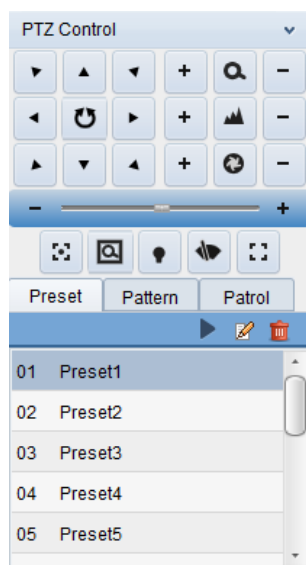 PTZ Control
Preset Pattern Patrol
01 Preset1
02 Preset2
03 Preset3
04 Preset4
05 Preset5